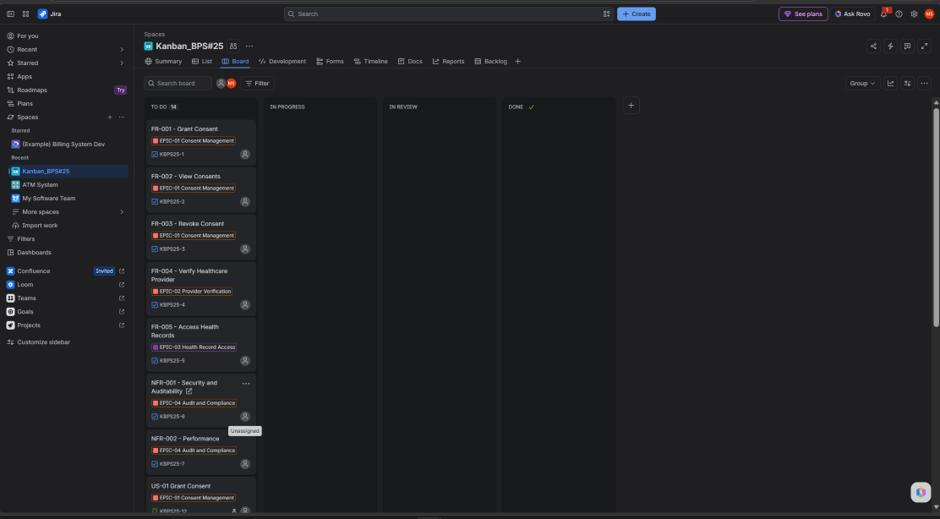 Jira
Search
+ Create
See plans
Ask Rovo
1
MS
For you
Recent
Starred
Apps
Roadmaps
Try
Plans
Spaces
Starred
(Example) Billing System Dev
Recent
Kanban_BPS#25
ATM System
My Software Team
More spaces
Import work
Filters
Dashboards
Confluence
Invited
Loom
Teams
Goals
Projects
Customize sidebar
Spaces
Kanban_BPS#25
Summary
List
Board
Development
Forms
Timeline
Docs
Reports
Backlog
Search board
MS
Filter
Group
TO DO 14
IN PROGRESS
IN REVIEW
DONE
FR-001 - Grant Consent
EPIC-01 Consent Management
KBPS25-1
FR-002 - View Consents
EPIC-01 Consent Management
KBPS25-2
FR-003 - Revoke Consent
EPIC-01 Consent Management
KBPS25-3
FR-004 - Verify Healthcare
Provider
EPIC-02 Provider Verification
KBPS25-4
FR-005 - Access Health
Records
EPIC-03 Health Record Access
KBPS25-5
NFR-001 - Security and
Auditability
EPIC-04 Audit and Compliance
KBPS25-6
Unassigned
NFR-002 - Performance
EPIC-04 Audit and Compliance
KBPS25-7
US-01 Grant Consent
EPIC-01 Consent Management
KBPS25-12